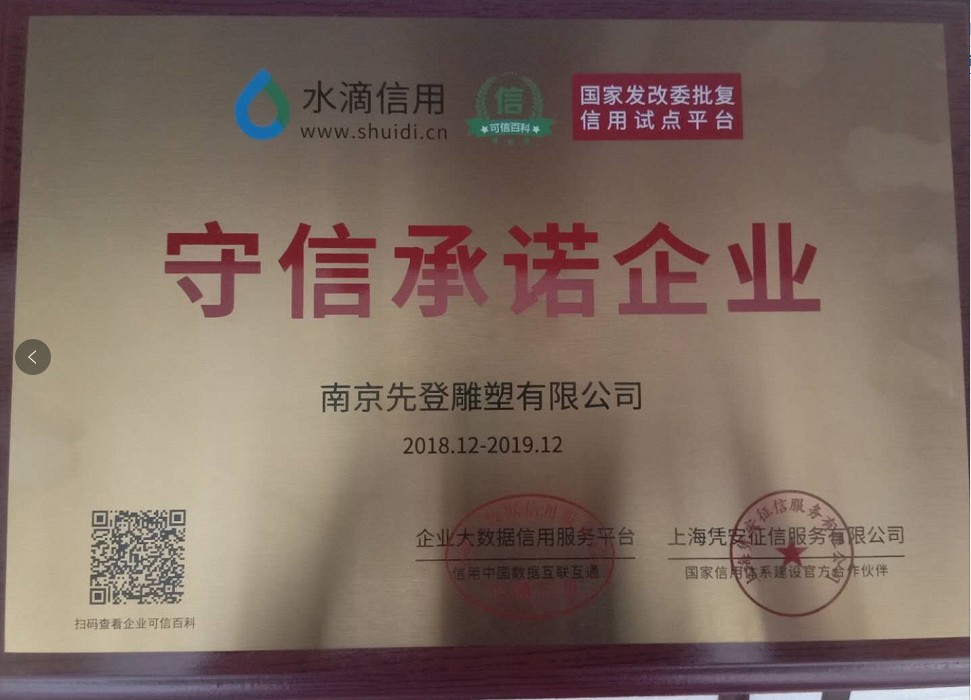 水滴信用
www.shuidi.cn
信
可信百科
国家发改委批复
信用试点平台
守信承诺企业
南京先登雕塑有限公司
2018.12-2019.12
企业大数据信用服务平台
信用中国数据互联互通
上海凭安征信服务有限公司
国家信用体系建设官方合作伙伴
扫码查看企业可信百科